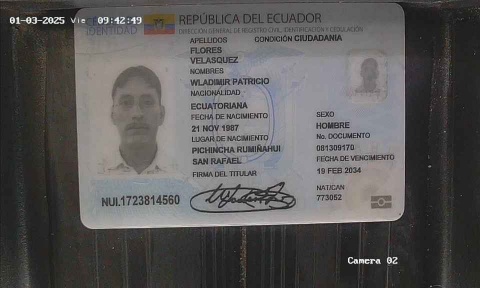 01-03-2025 Vie 09:42:49
REPÚBLICA DEL ECUADOR
DIRECCIÓN GENERAL DE REGISTRO CIVIL, IDENTIFICACIÓN Y CEDULACIÓN
IDENTIDAD
APELLIDOS
CONDICIÓN CIUDADANÍA
FLORES
VELASQUEZ
NOMBRES
WLADIMIR PATRICIO
NACIONALIDAD
ECUATORIANA
FECHA DE NACIMIENTO
21 NOV 1987
LUGAR DE NACIMIENTO
PICHINCHA RUMIÑAHUI
SAN RAFAEL
FIRMA DEL TITULAR
SEXO
HOMBRE
No. DOCUMENTO
081309170
FECHA DE VENCIMIENTO
19 FEB 2034
NAT/CAN
773052
NUI.1723814560
Camera 02